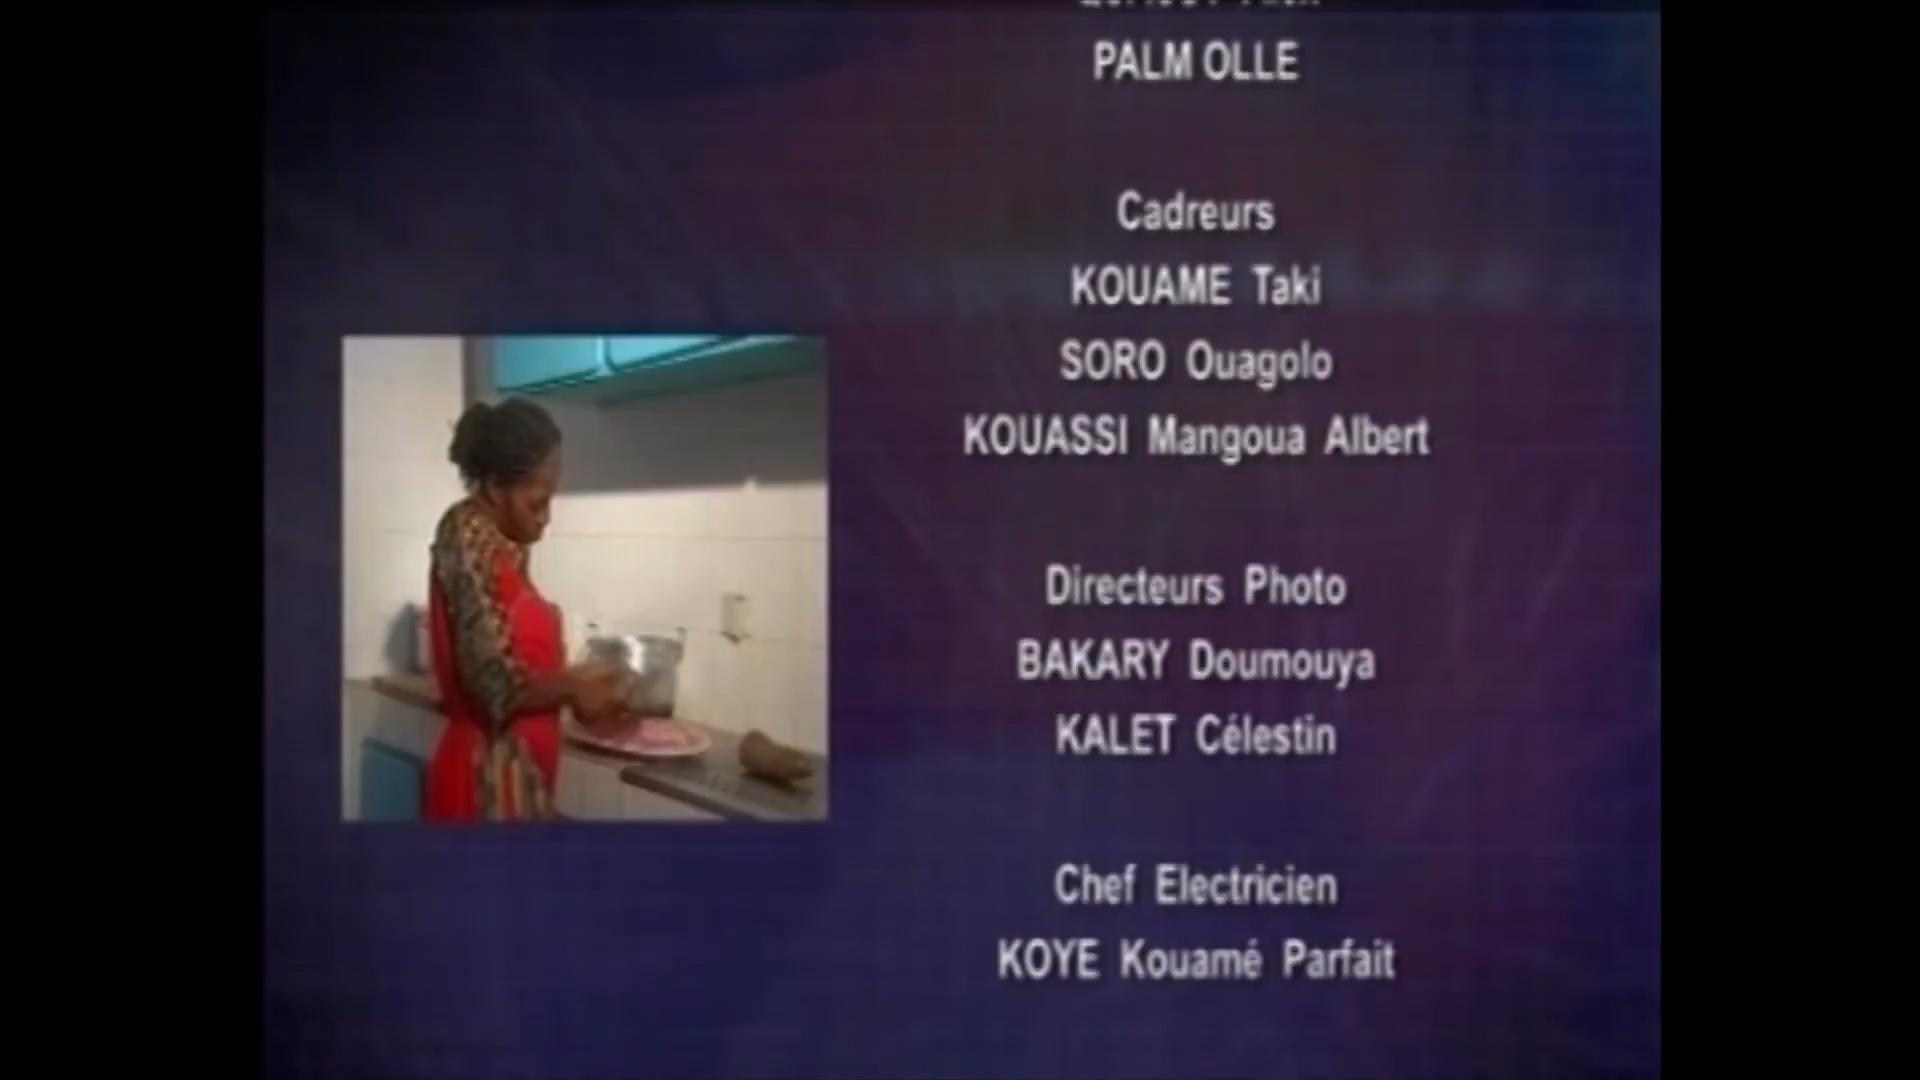 PALM OLLE
Cadreurs
KOUAME Taki
SORO Ouagolo
KOUASSI Mangoua Albert
Directeurs Photo
BAKARY Doumouya
KALET Célestin
Chef Electricien
KOYE Kouamé Parfait